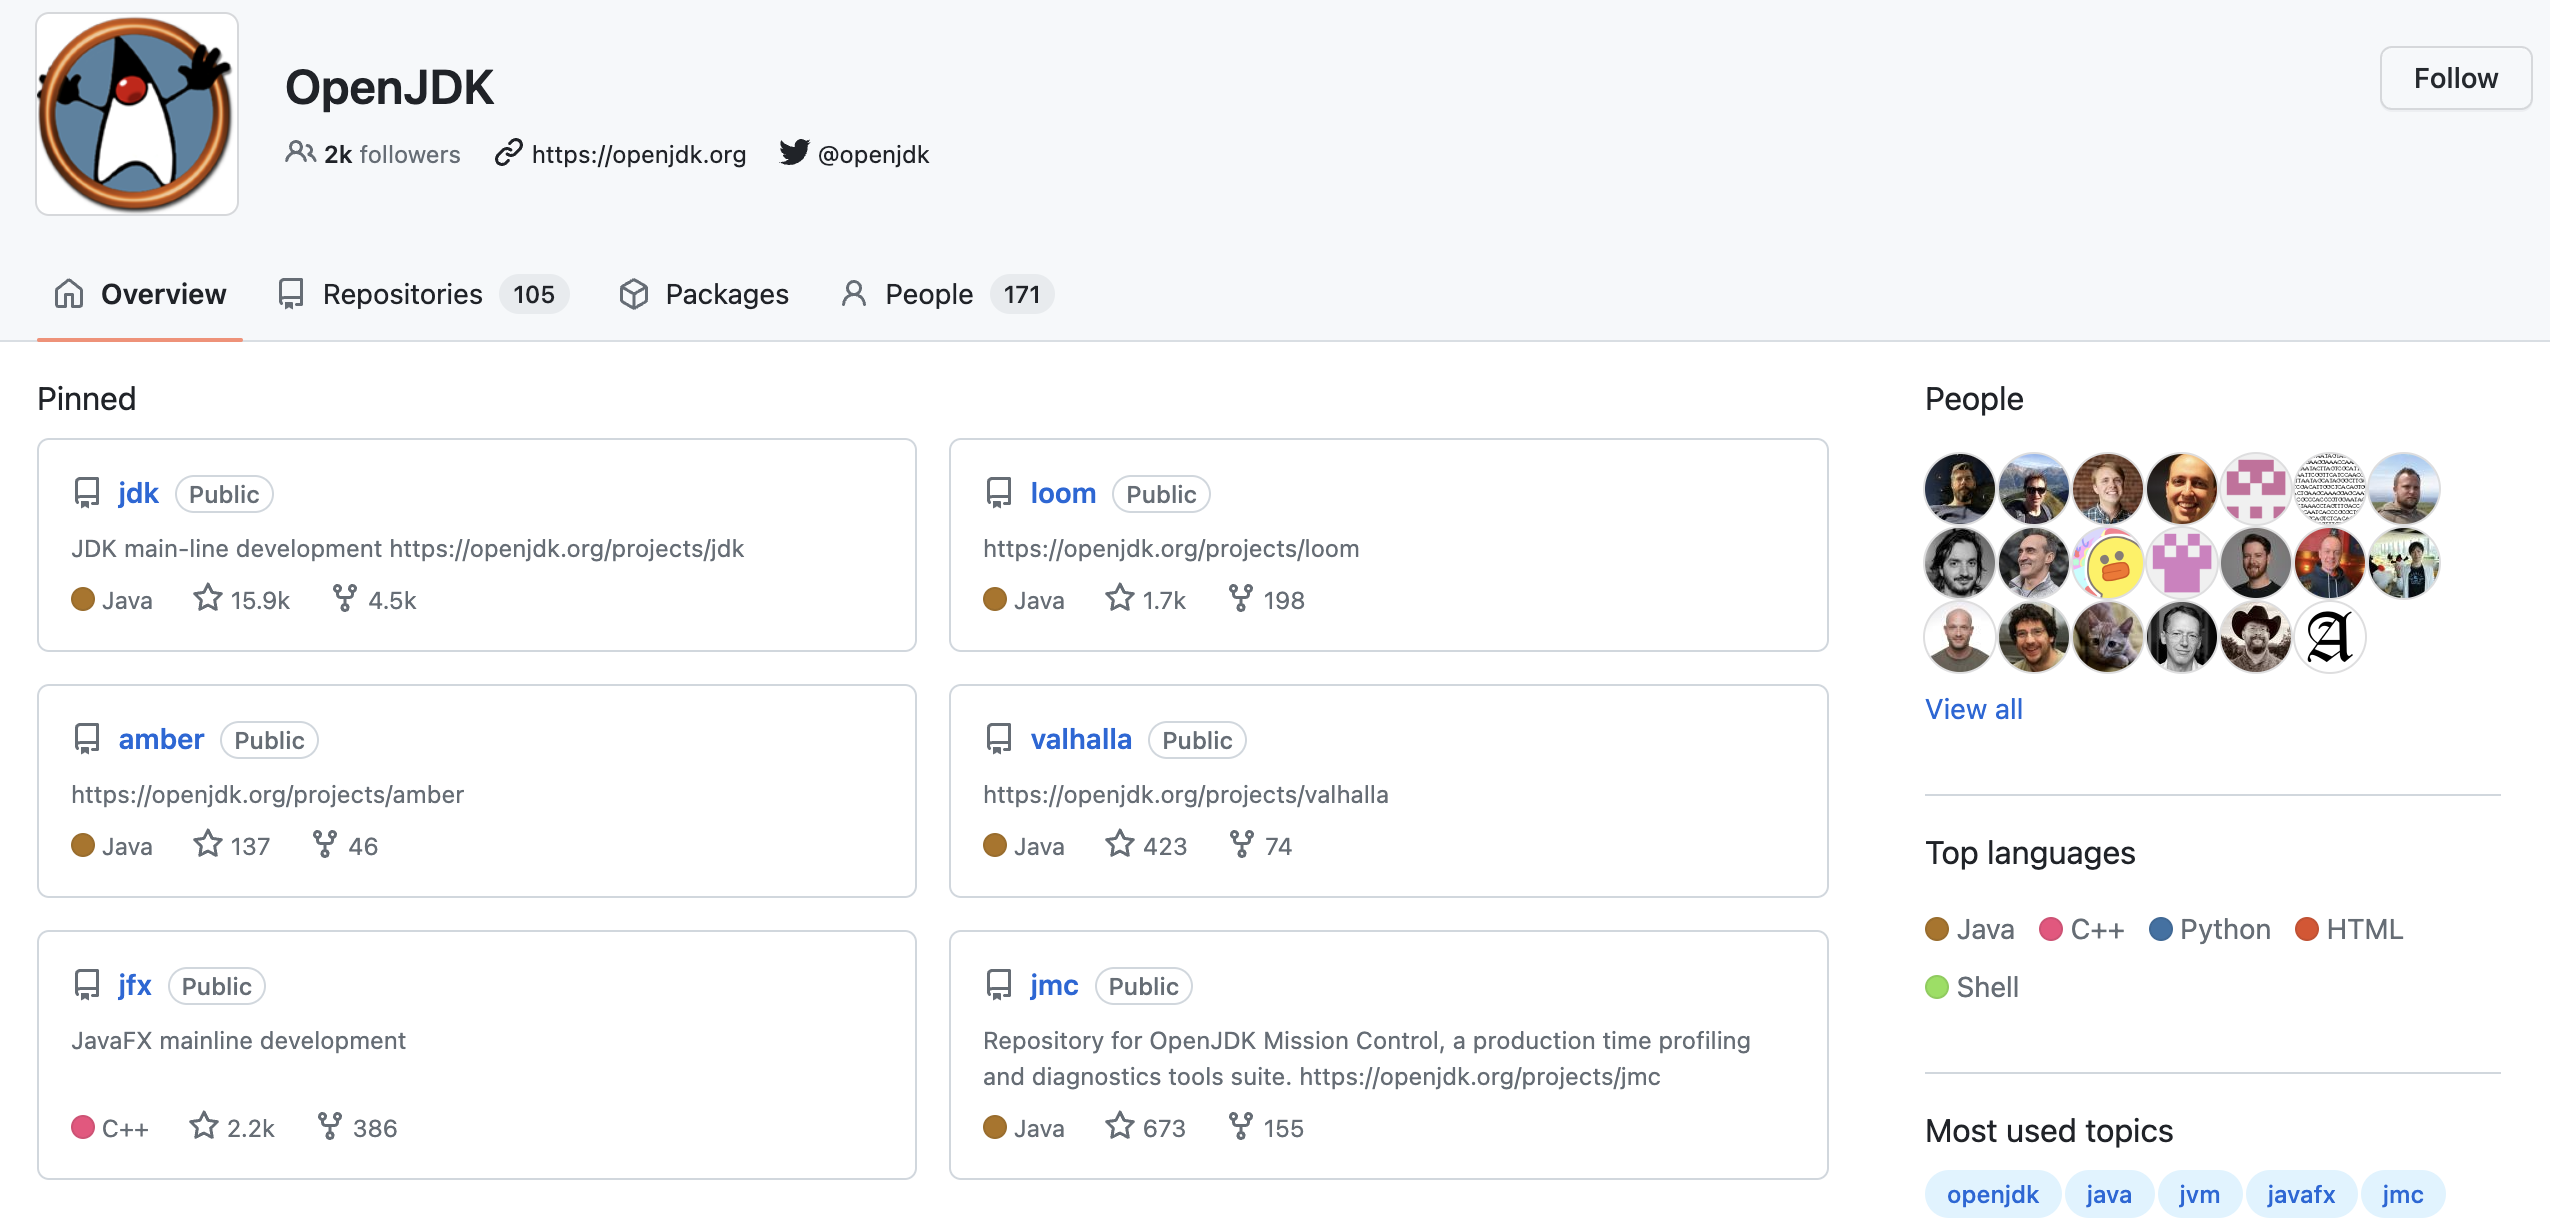 OpenJDK
2k followers https://openjdk.org @openjdk
Follow
Overview Repositories 105 Packages People 171
Pinned
jdk Public
JDK main-line development https://openjdk.org/projects/jdk
Java 15.9k 4.5k
loom Public
https://openjdk.org/projects/loom
Java 1.7k 198
amber Public
https://openjdk.org/projects/amber
Java 137 46
valhalla Public
https://openjdk.org/projects/valhalla
Java 423 74
jfx Public
JavaFX mainline development
C++ 2.2k 386
jmc Public
Repository for OpenJDK Mission Control, a production time profiling
and diagnostics tools suite. https://openjdk.org/projects/jmc
Java 673 155
People
A
View all
Top languages
Java C++ Python HTML
Shell
Most used topics
openjdk java jvm javafx jmc